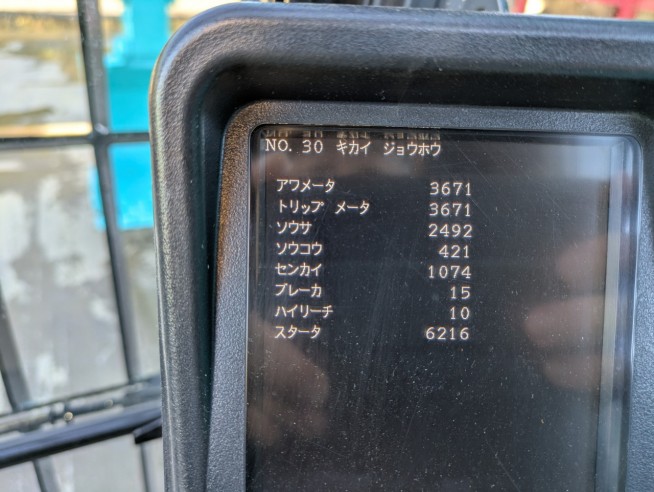 NO. 30 キカイ ジョウホウ
アワメータ 3671
トリップ メータ 3671
ソウサ 2492
ソウコウ 421
センカイ 1074
ブレーカ 15
ハイリーチ 10
スタータ 6216